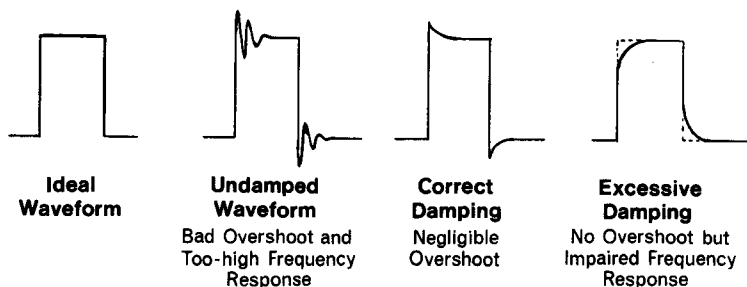 Ideal
Waveform
Undamped
Waveform
Bad Overshoot and
Too-high Frequency
Response
Correct
Damping
Negligible
Overshoot
Excessive
Damping
No Overshoot but
Impaired Frequency
Response